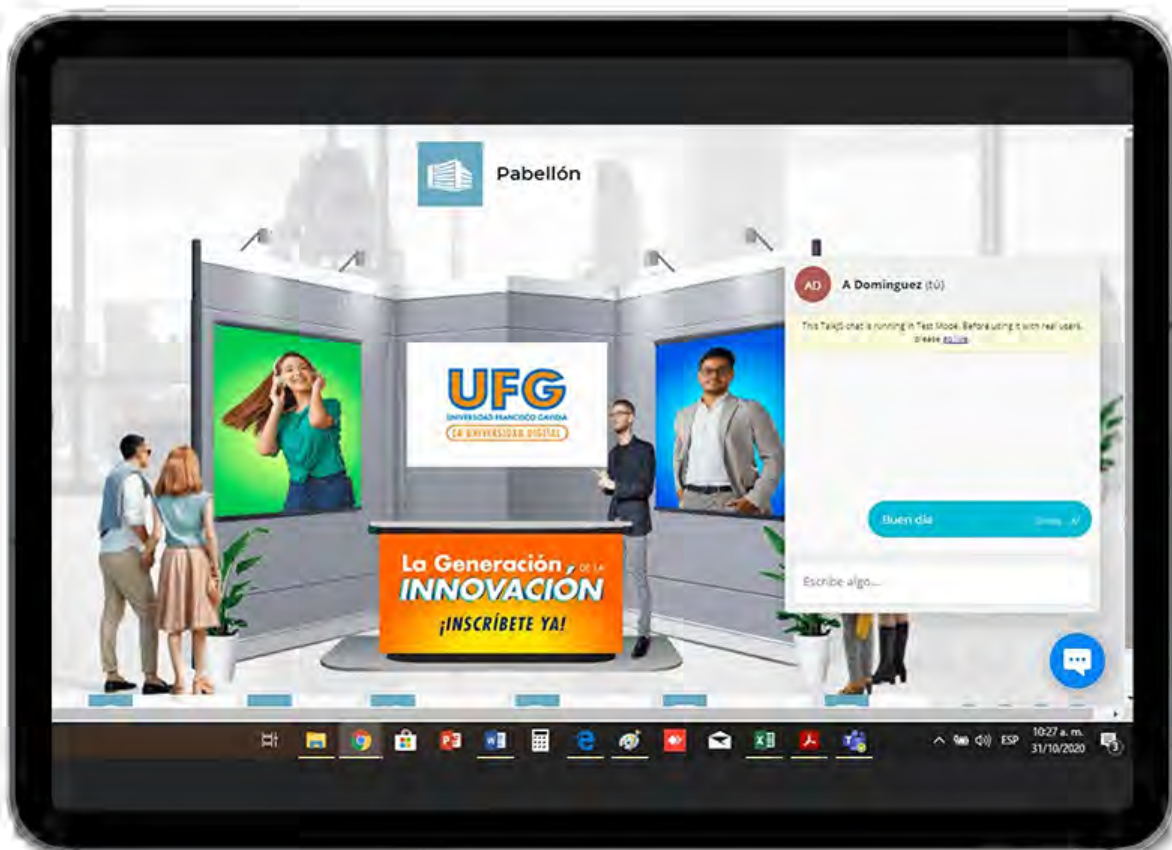 Pabellón
AD
A Dominguez (tú)
This TalkJS chat is running in Test Mode. Before using it with real users,
please
UFG
UNIVERSIDAD FRANCISCO GAVIDIA
LA UNIVERSIDAD DIGITAL
Buen día
La Generación DE LA
INNOVACIÓN
¡INSCRÍBETE YA!
Escribe algo...
ESP
10:27 a. m.
31/10/2020
3